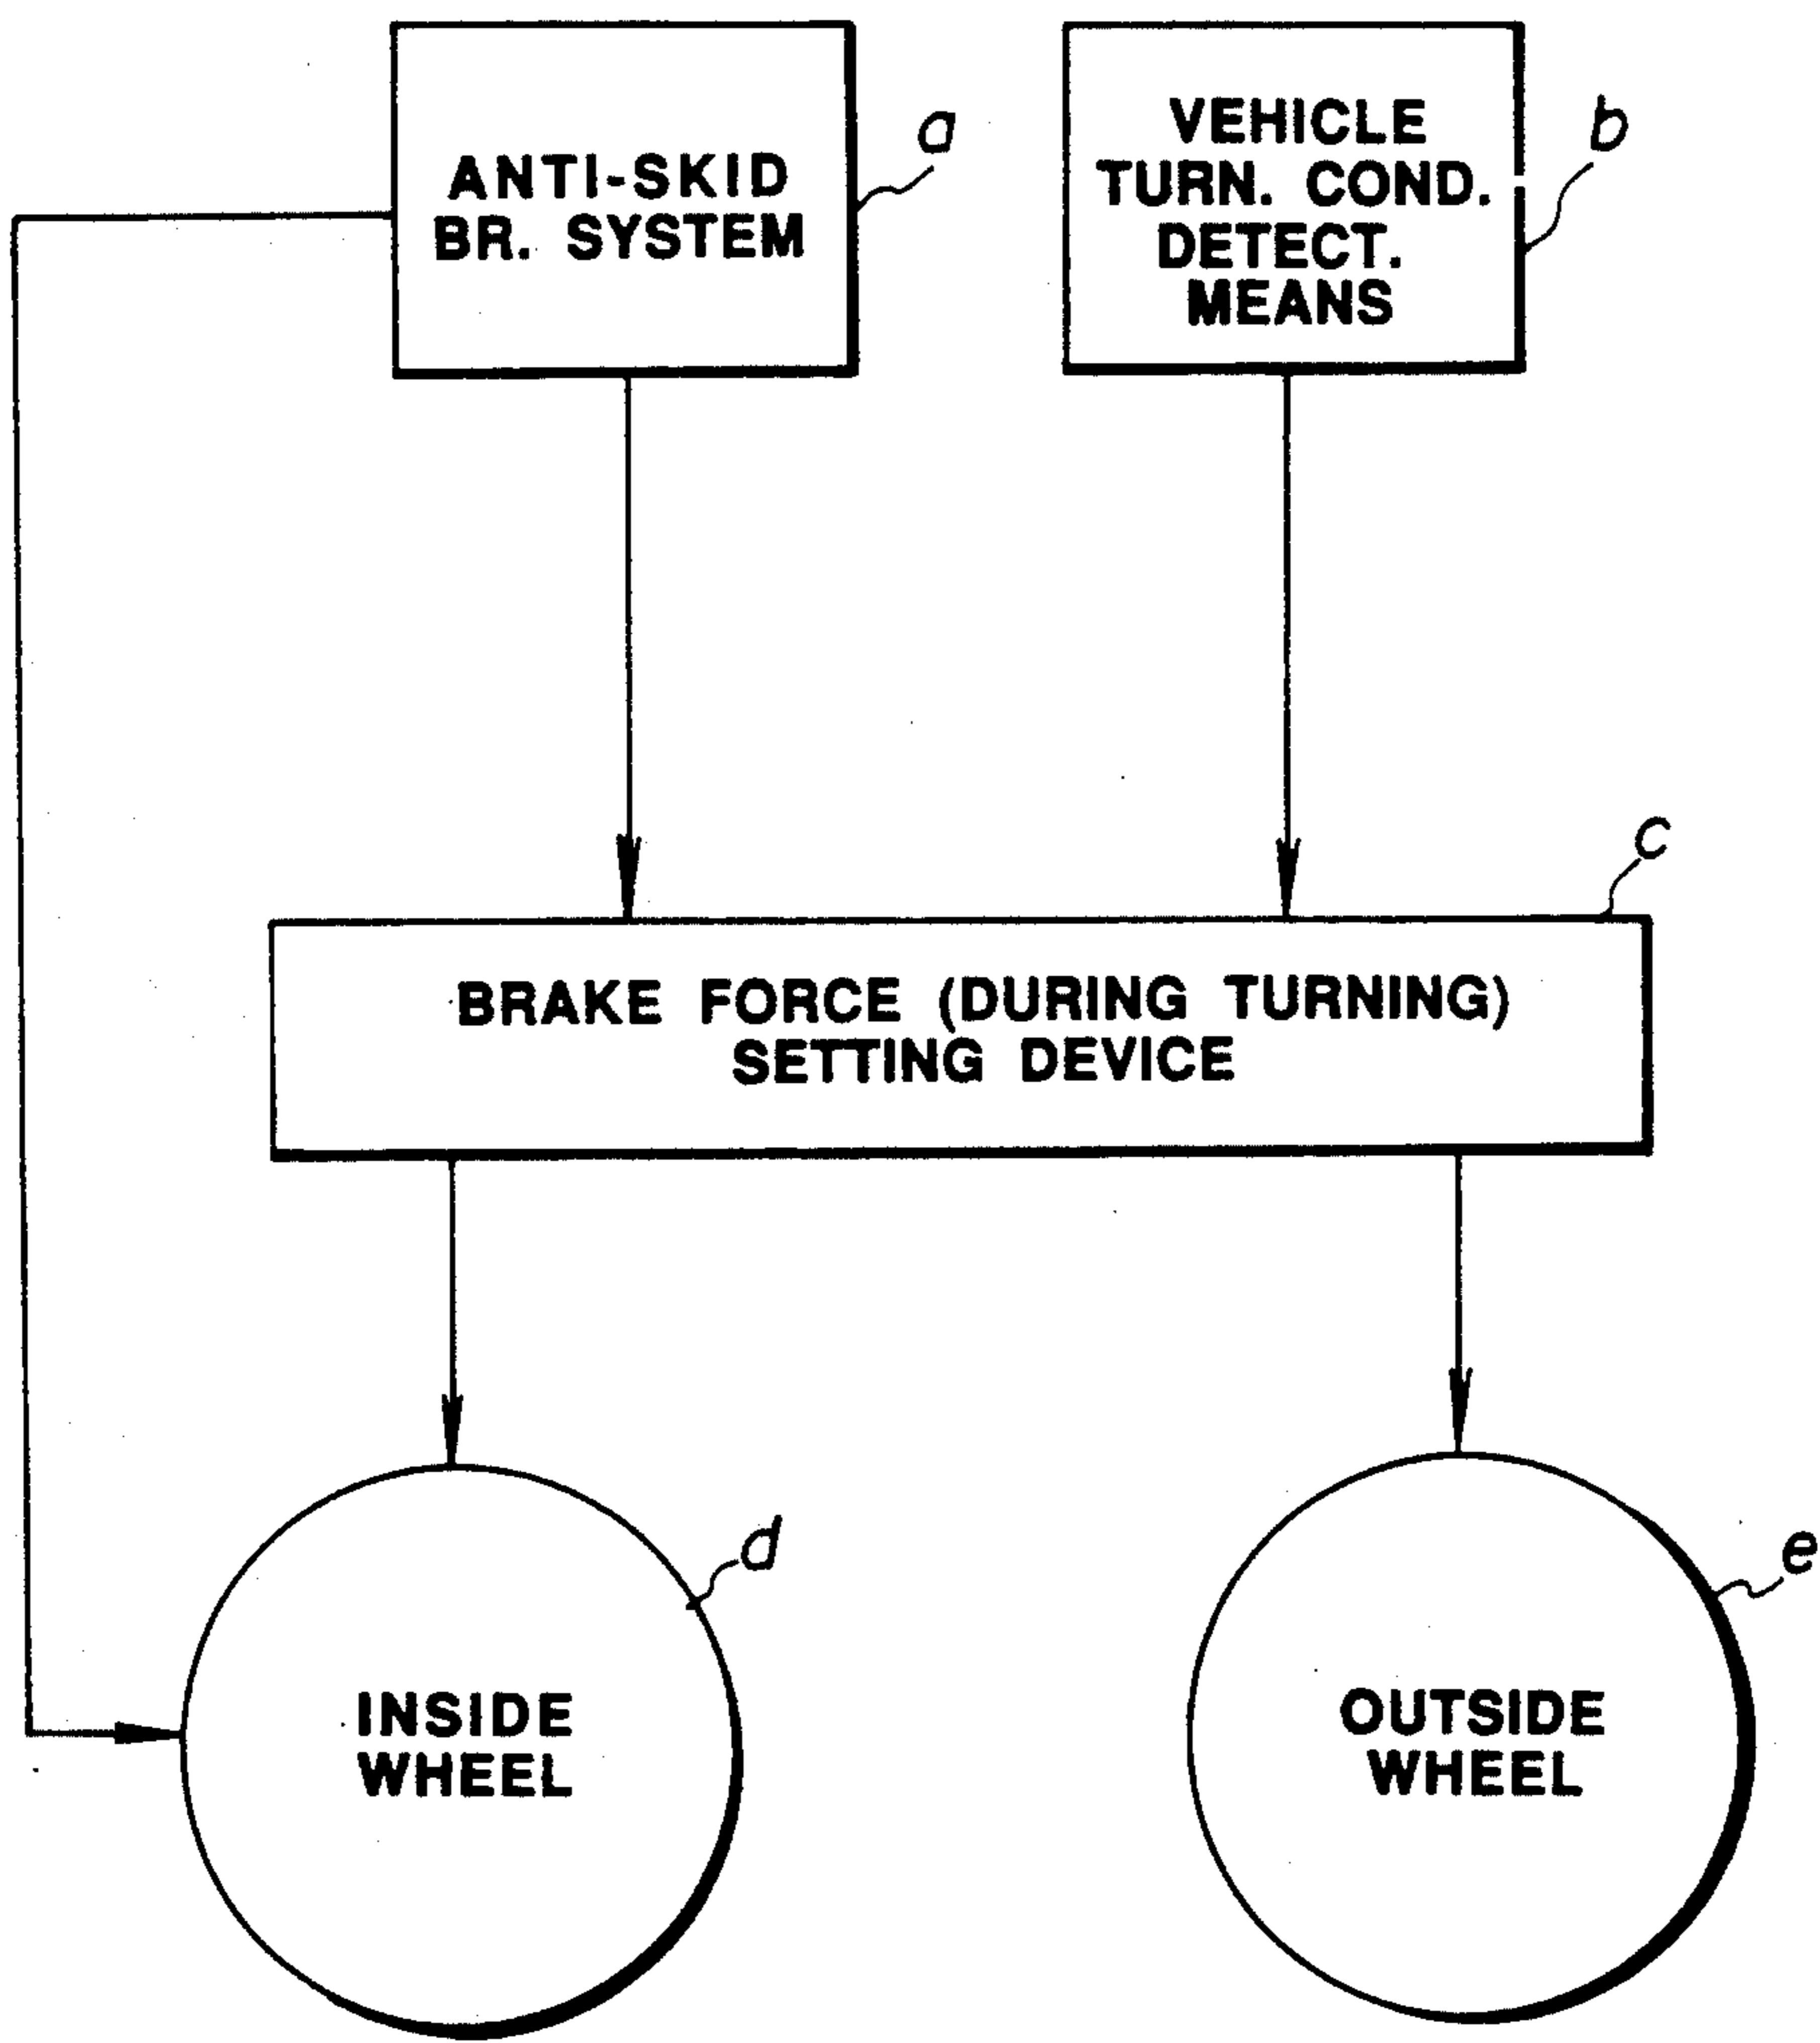 ANTI-SKID
BR. SYSTEM
a
VEHICLE
TURN. COND.
DETECT.
MEANS
b
c
BRAKE FORCE (DURING TURNING)
SETTING DEVICE
d
INSIDE
WHEEL
e
OUTSIDE
WHEEL